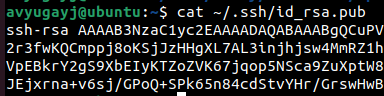 avyugayj@ubuntu:~$ cat ~/.ssh/id_rsa.pub
ssh-rsa AAAAB3NzaC1yc2EAAAADAQABAAABgQCuPV
2r3fwKQCmppj8oKSjJzHHgXL7AL3injhjsw4MmRZ1h
VpEBkrY2gS9XbEIyKTZoZVK67jqop5NSca9ZuXptW8
JEjxrna+v6sj/GPoQ+SPk65n84cdStvYHr/GrswHwB